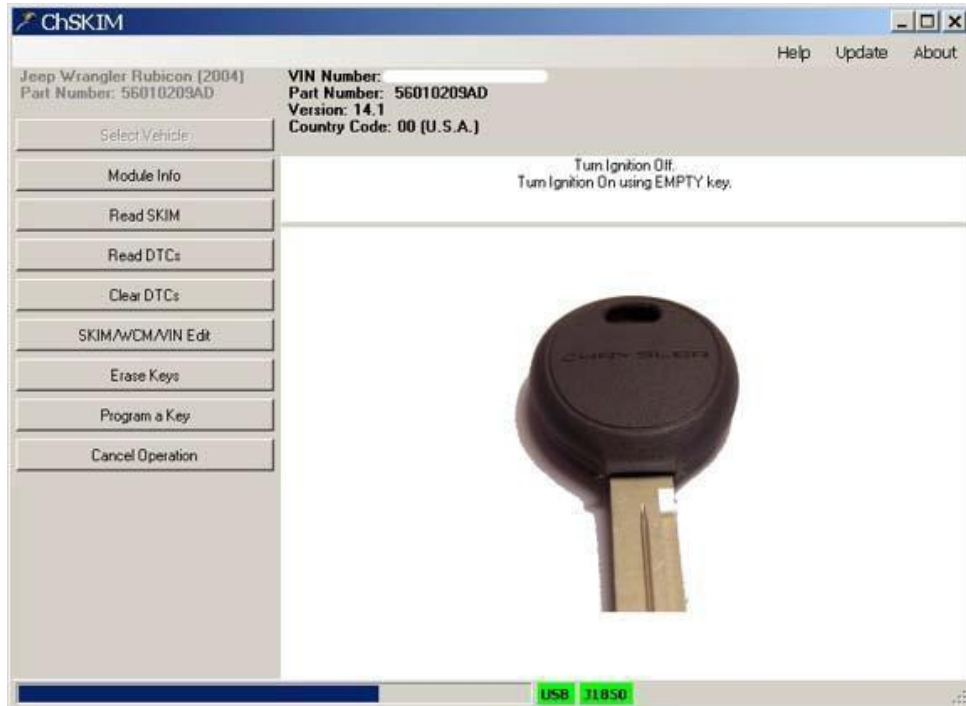 ChSKIM
Help Update About
Jeep Wrangler Rubicon (2004)
Part Number: 56010209AD
VIN Number:
Part Number: 56010209AD
Version: 14.1
Country Code: 00 (U.S.A.)
Select Vehicle
Module Info
Read SKIM
Read DTCs
Clear DTCs
SKIM/WCM/VIN Edit
Erase Keys
Program a Key
Cancel Operation
Turn Ignition Off.
Turn Ignition On using EMPTY key.
CHRYSLER
USB J1850